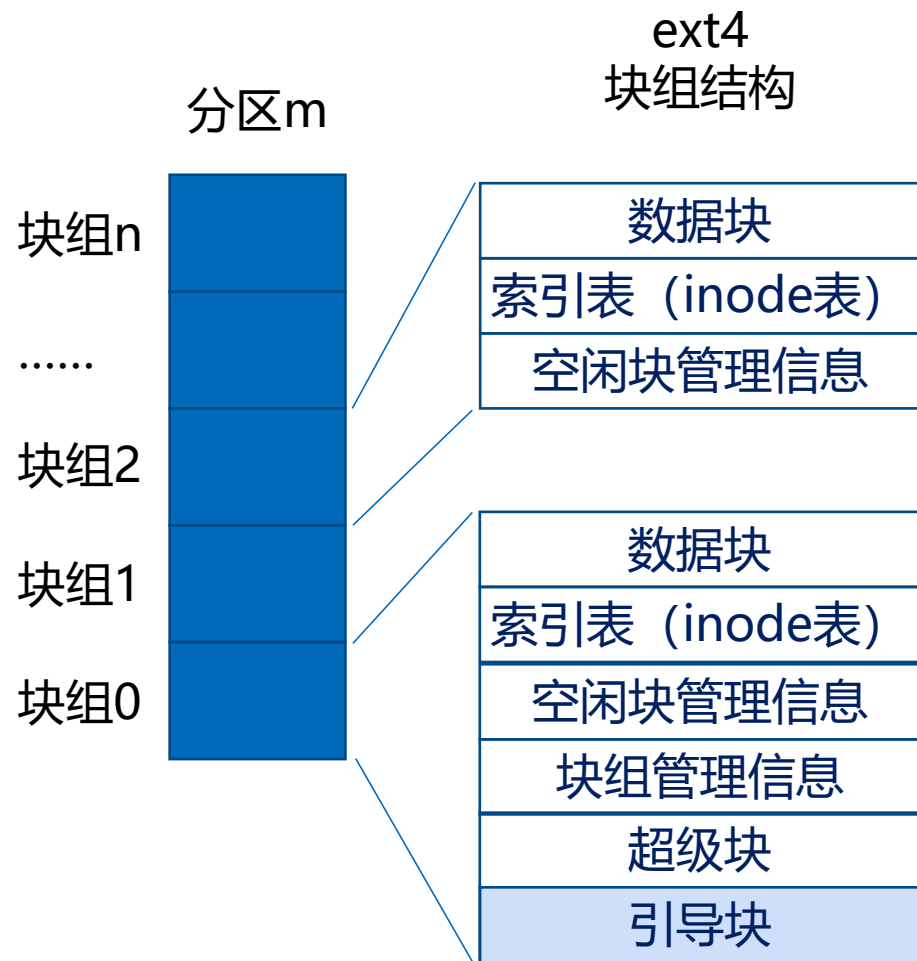 ext4
块组结构
分区m
块组n
……
块组2
块组1
块组0
数据块
索引表（inode表）
空闲块管理信息
数据块
索引表（inode表）
空闲块管理信息
块组管理信息
超级块
引导块